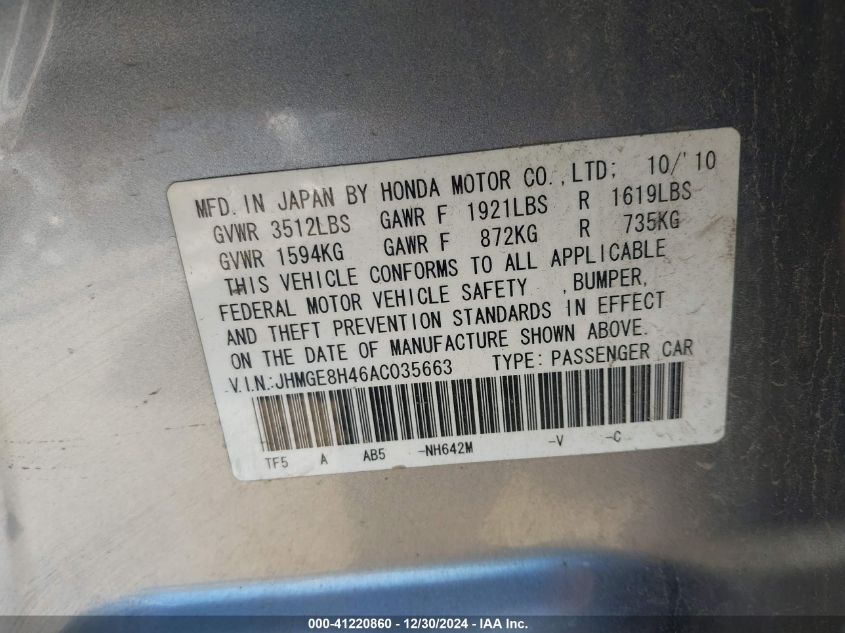 MFD. IN JAPAN BY HONDA MOTOR CO.,LTD; 10/'10
GVWR 3512LBS GAWR F 1921LBS R 1619LBS
GVWR 1594KG GAWR F 872KG R 735KG
THIS VEHICLE CONFORMS TO ALL APPLICABLE
FEDERAL MOTOR VEHICLE SAFETY ,BUMPER,
AND THEFT PREVENTION STANDARDS IN EFFECT
ON THE DATE OF MANUFACTURE SHOWN ABOVE.
V.I.N.:JHMGE8H46AC035663 TYPE: PASSENGER CAR
TF5 A AB5 -NH642M -V -C
000-41220860 - 12/30/2024 - IAA Inc.